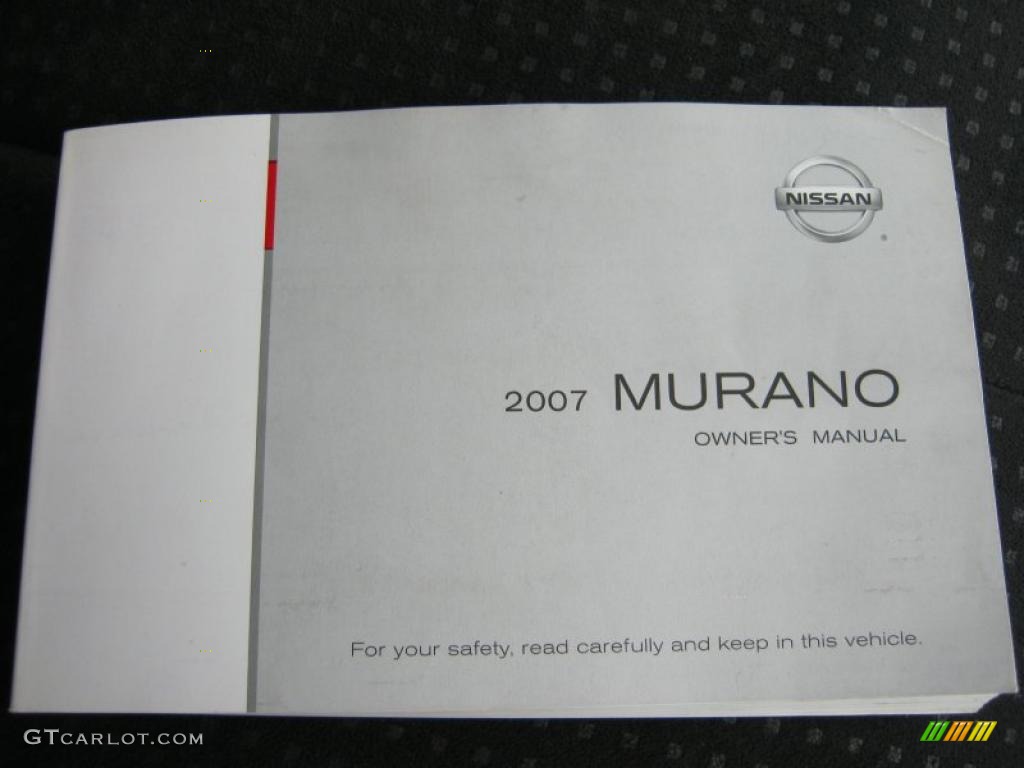 NISSAN
2007 MURANO
OWNER'S MANUAL
For your safety, read carefully and keep in this vehicle.
GTCARLOT.COM